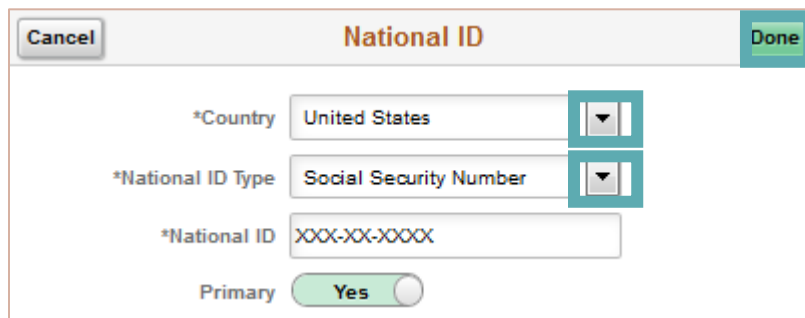 Cancel National ID Done
*Country United States
*National ID Type Social Security Number
*National ID XXX-XX-XXXX
Primary Yes